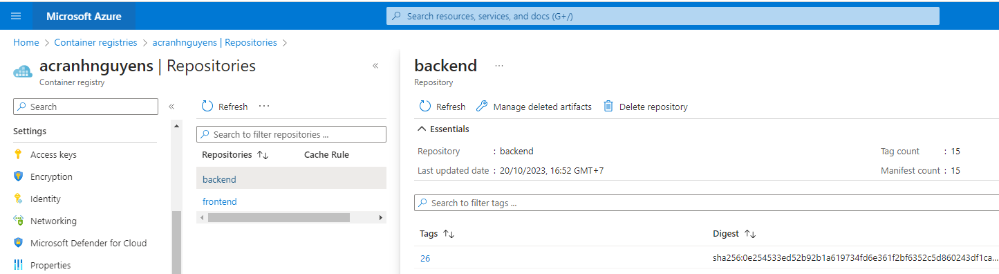 Microsoft Azure
Search resources, services, and docs (G+/)
Home > Container registries > acranhnguyens | Repositories >
acranhnguyens | Repositories
Container registry
Search
Settings
Access keys
Encryption
Identity
Networking
Microsoft Defender for Cloud
Properties
Refresh
Search to filter repositories ...
Repositories Cache Rule
backend
frontend
backend
Repository
Refresh Manage deleted artifacts Delete repository
Essentials
Repository : backend Tag count : 15
Last updated date : 20/10/2023, 16:52 GMT+7 Manifest count : 15
Search to filter tags ...
Tags Digest
26 sha256:0e254533ed52b92b1a619734fd6e361f2bf6352c5d860243df1ca...